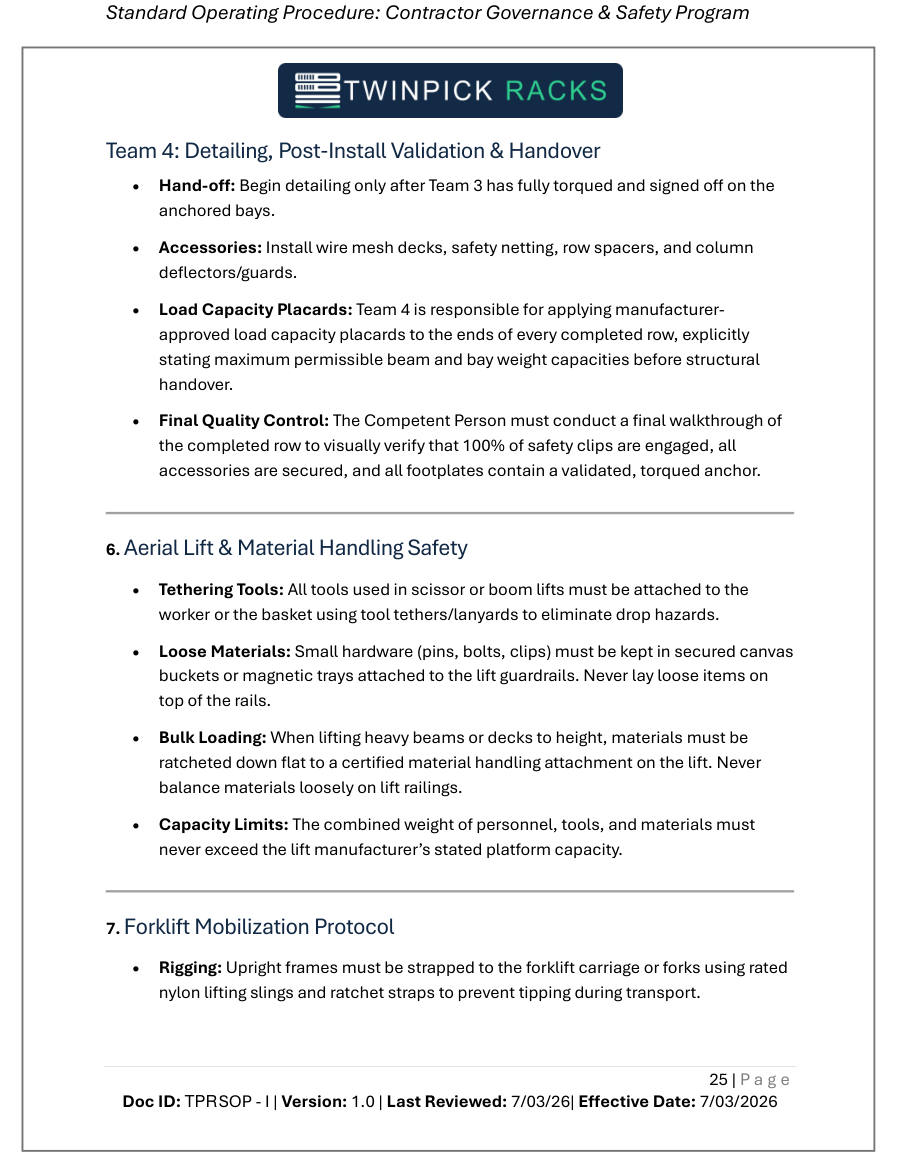 Standard Operating Procedure: Contractor Governance & Safety Program
TWINPICK RACKS
Team 4: Detailing, Post-Install Validation & Handover
• Hand-off: Begin detailing only after Team 3 has fully torqued and signed off on the
anchored bays.
• Accessories: Install wire mesh decks, safety netting, row spacers, and column
deflectors/guards.
• Load Capacity Placards: Team 4 is responsible for applying manufacturer-
approved load capacity placards to the ends of every completed row, explicitly
stating maximum permissible beam and bay weight capacities before structural
handover.
• Final Quality Control: The Competent Person must conduct a final walkthrough of
the completed row to visually verify that 100% of safety clips are engaged, all
accessories are secured, and all footplates contain a validated, torqued anchor.
6. Aerial Lift & Material Handling Safety
• Tethering Tools: All tools used in scissor or boom lifts must be attached to the
worker or the basket using tool tethers/lanyards to eliminate drop hazards.
• Loose Materials: Small hardware (pins, bolts, clips) must be kept in secured canvas
buckets or magnetic trays attached to the lift guardrails. Never lay loose items on
top of the rails.
• Bulk Loading: When lifting heavy beams or decks to height, materials must be
ratcheted down flat to a certified material handling attachment on the lift. Never
balance materials loosely on lift railings.
• Capacity Limits: The combined weight of personnel, tools, and materials must
never exceed the lift manufacturer’s stated platform capacity.
7. Forklift Mobilization Protocol
• Rigging: Upright frames must be strapped to the forklift carriage or forks using rated
nylon lifting slings and ratchet straps to prevent tipping during transport.
25 | Page
Doc ID: TPRSOP - I | Version: 1.0 | Last Reviewed: 7/03/26| Effective Date: 7/03/2026